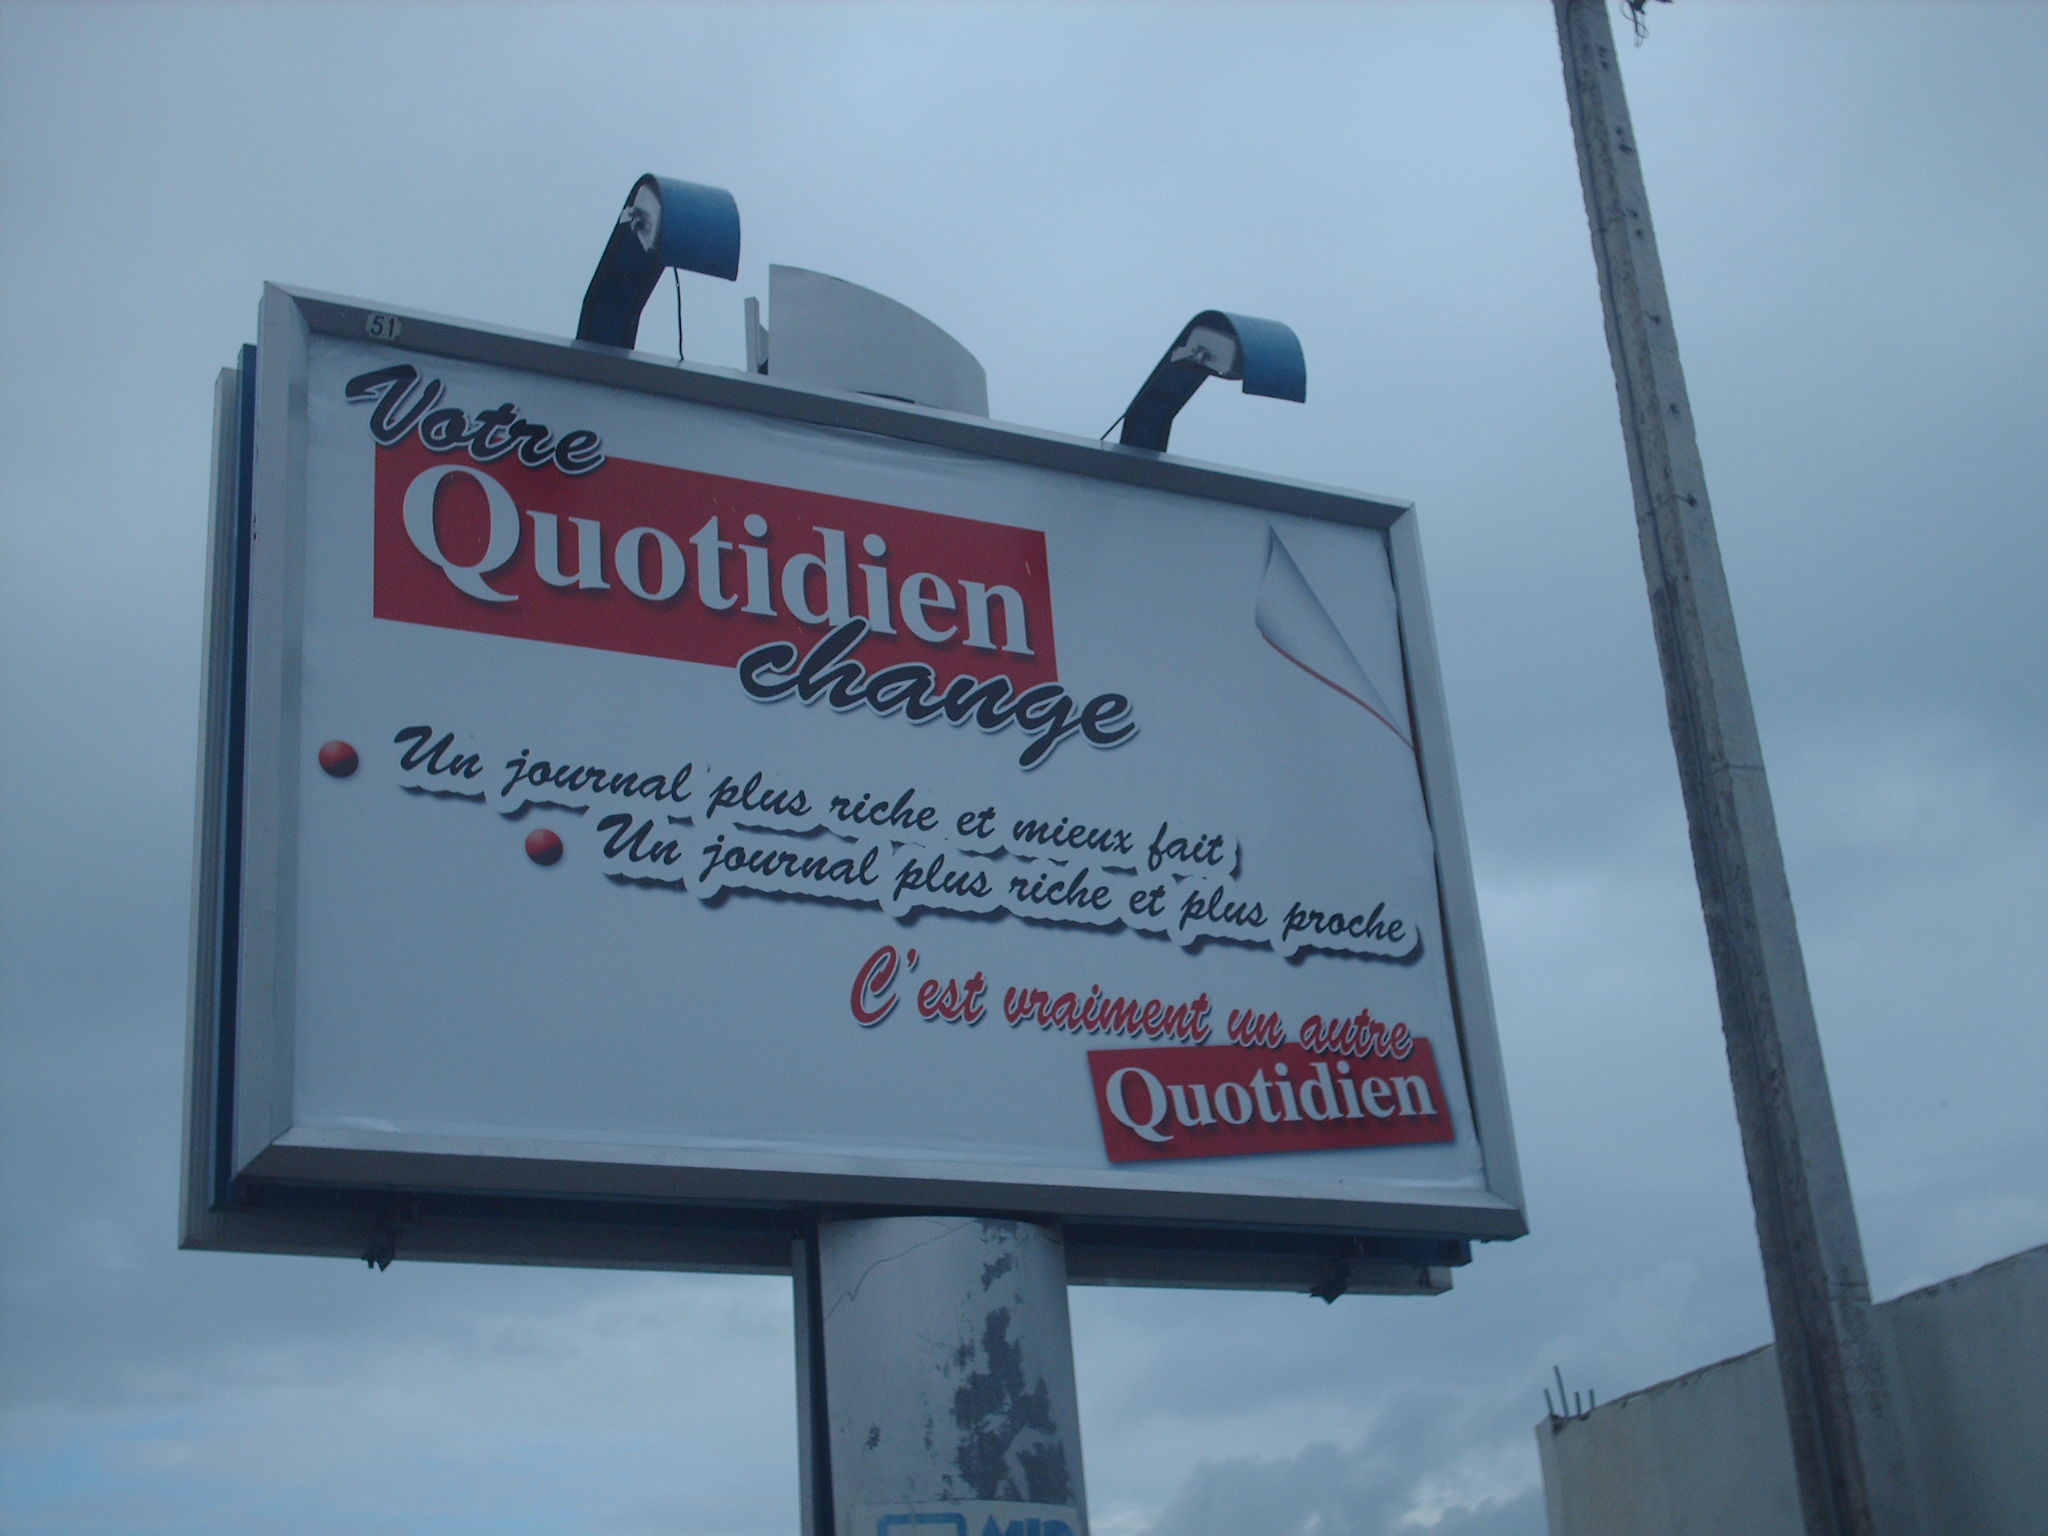 51
Votre
Quotidien
change
Un journal plus riche et mieux fait
Un journal plus riche et plus proche
C'est vraiment un autre
Quotidien